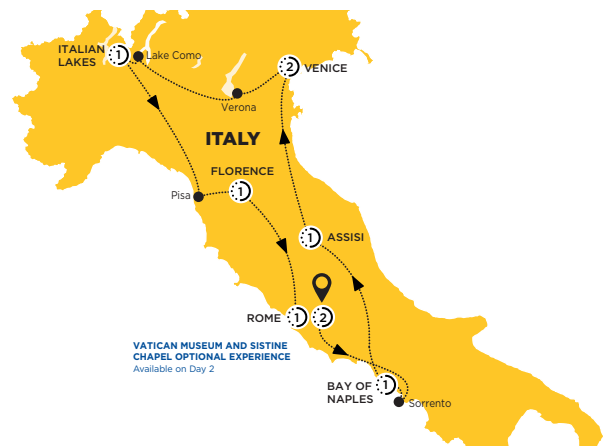 ITALIAN
LAKES
1
Lake Como
2
VENICE
Verona
ITALY
FLORENCE
Pisa
1
1
ASSISI
ROME
1
2
VATICAN MUSEUM AND SISTINE
CHAPEL OPTIONAL EXPERIENCE
Available on Day 2
BAY OF
NAPLES
1
Sorrento